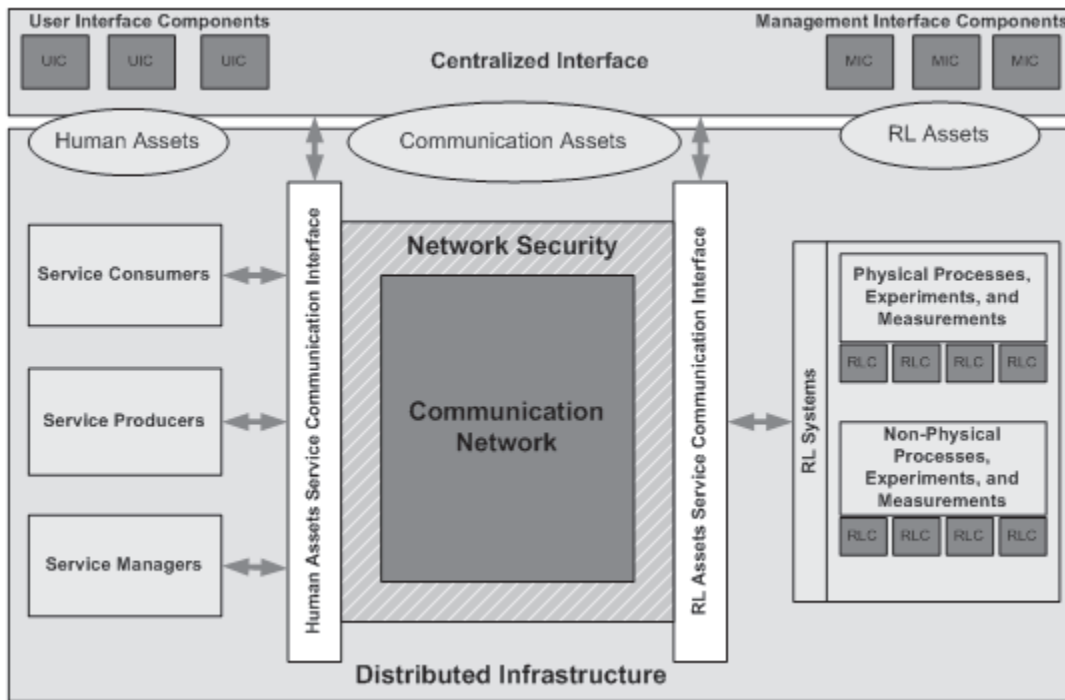 User Interface Components
Management Interface Components
UIC
UIC
UIC
Centralized Interface
MIC
MIC
MIC
Human Assets
Communication Assets
RL Assets
Service Consumers
Service Producers
Service Managers
Human Assets Service Communication Interface
Network Security
Communication
Network
RL Assets Service Communication Interface
RL Systems
Physical Processes,
Experiments, and
Measurements
RLC
RLC
RLC
RLC
Non-Physical
Processes,
Experiments, and
Measurements
RLC
RLC
RLC
RLC
Distributed Infrastructure